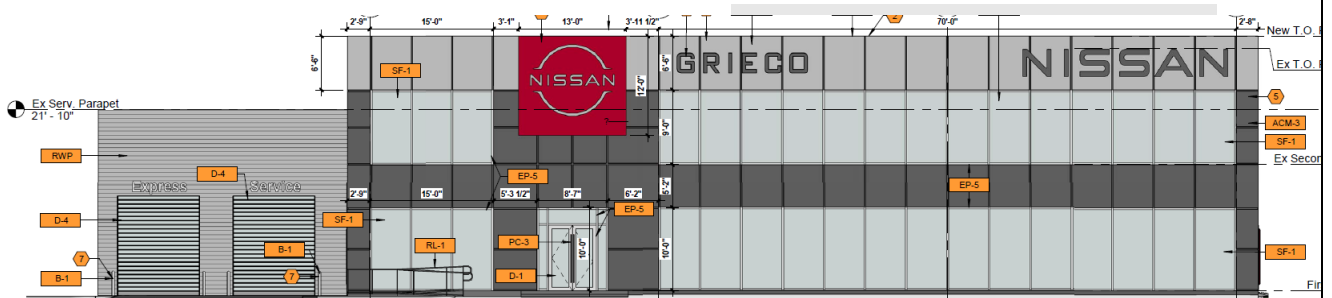 2'-9" 15'-0" 3'-1" 13'-0" 3'-11 1/2" 2 70'-0" 2'-8"
New T.O.
6'-6" 6'-6"
SF-1
NISSAN
GRIECO
NISSAN
Ex T.O.
12'-0"
5
Ex Serv. Parapet
21' - 10"
7
ACM-3
9'-0"
SF-1
RWP
Ex Secon
D-4
EP-5
EP-5
Express Service
2'-9" 15'-0" 5'-3 1/2" 8'-7" 6'-2" 5'-2"
D-4
SF-1
EP-5
RL-1
PC-3
B-1
10'-0"
10'-0"
SF-1
7
7
B-1
D-1
Fir